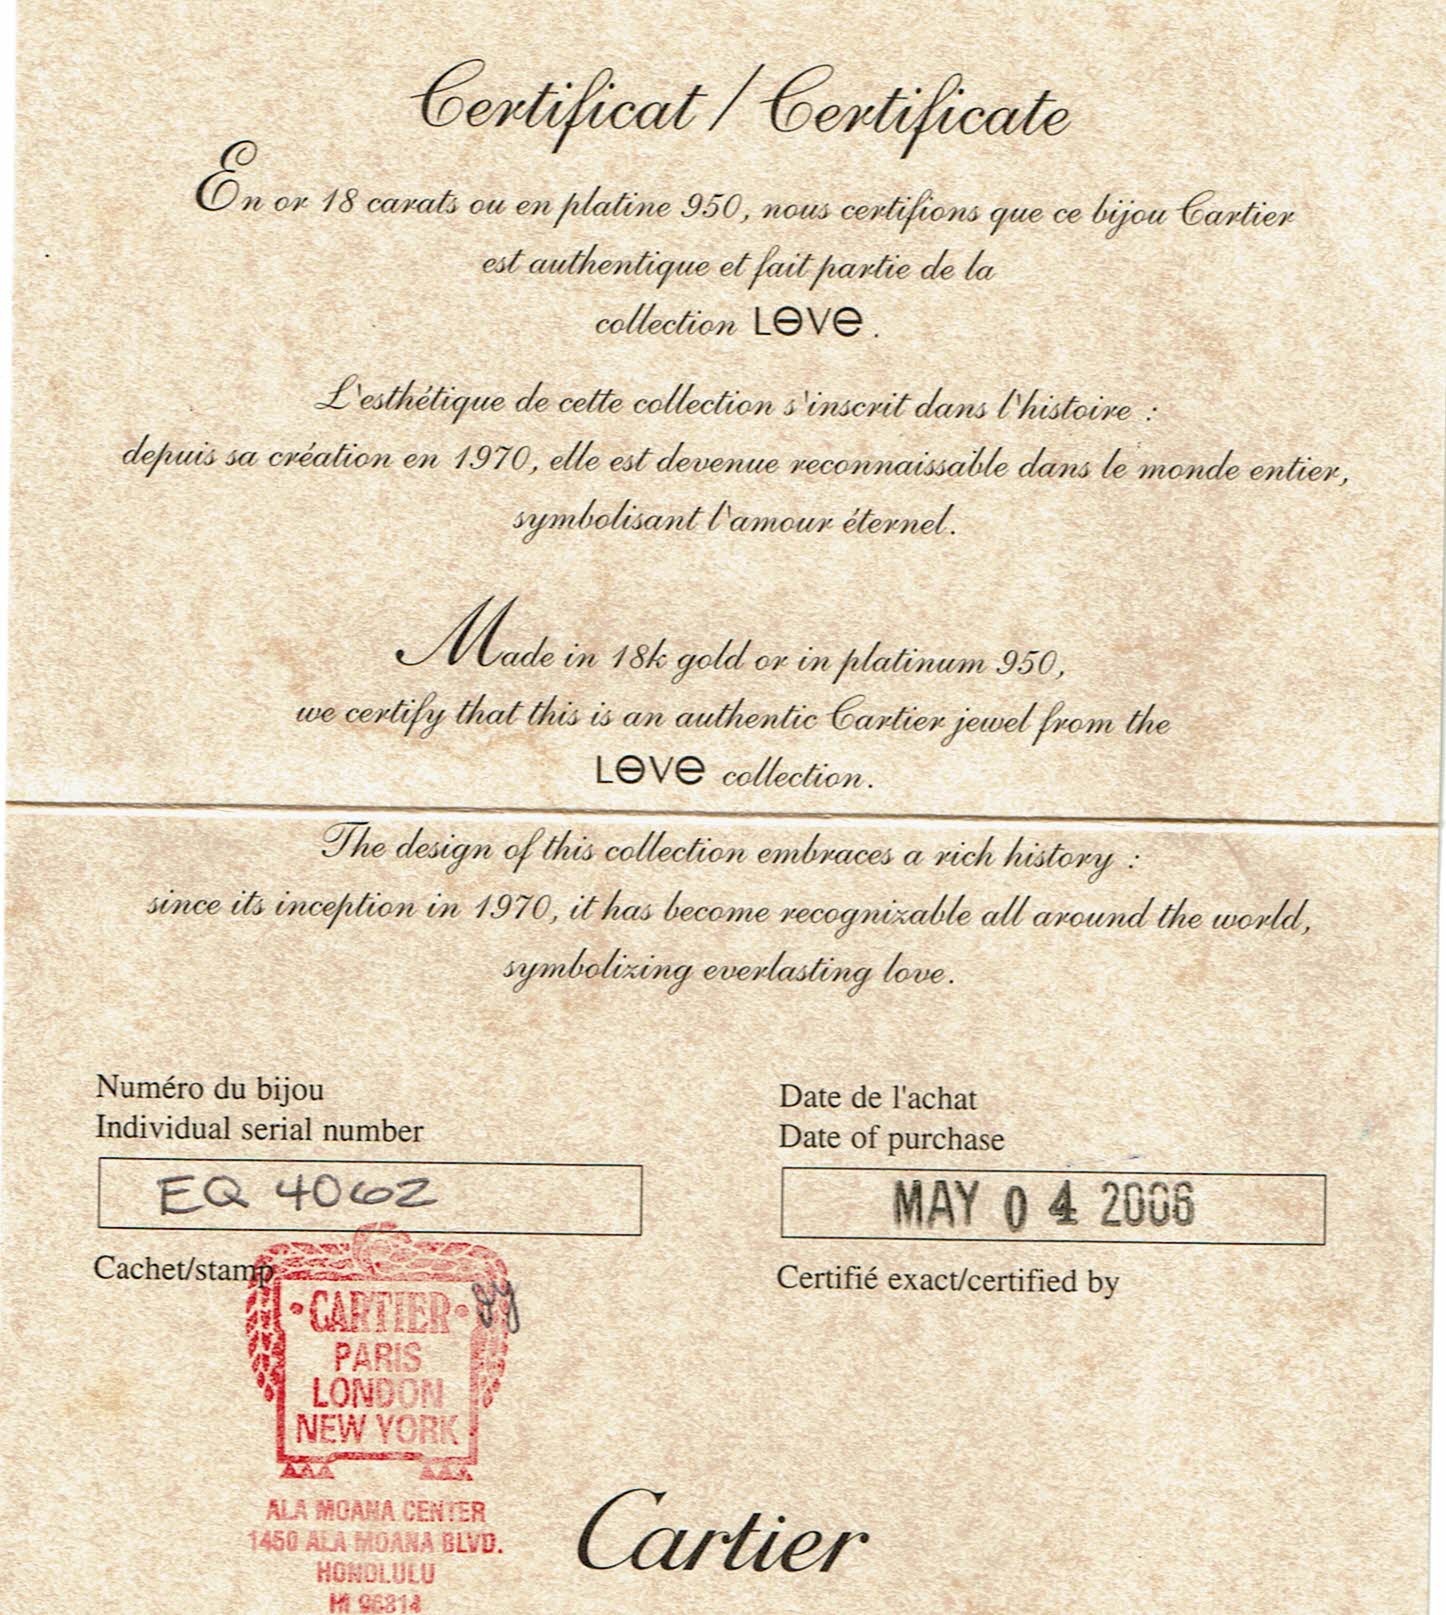 Certificat / Certificate
En or 18 carats ou en platine 950, nous certifions que ce bijou Cartier
est authentique et fait partie de la
collection LOVE .
L'esthétique de cette collection s'inscrit dans l'histoire :
depuis sa création en 1970, elle est devenue reconnaissable dans le monde entier,
symbolisant l'amour éternel.
Made in 18k gold or in platinum 950,
we certify that this is an authentic Cartier jewel from the
LOVE collection.
The design of this collection embraces a rich history :
since its inception in 1970, it has become recognizable all around the world,
symbolizing everlasting love.
Numéro du bijou
Individual serial number
EQ 4062
Date de l'achat
Date of purchase
MAY 04 2006
Cachet/stamp
Certifié exact/certified by
·CARTIER·
PARIS
LONDON
NEW YORK
ALA MOANA CENTER
1450 ALA MOANA BLVD.
HONOLULU
HI 96814
Cartier